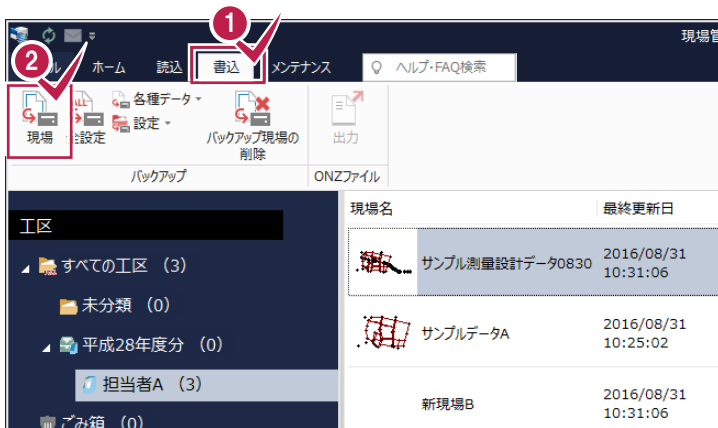 現場管
1
2
ル ホーム 読込 書込 メンテナンス ヘルプ・FAQ検索
現場 全設定 各種データ
設定
バックアップ現場の
削除
出力
バックアップ ONZファイル
工区
すべての工区 (3)
未分類 (0)
平成28年度分 (0)
担当者A (3)
ごみ箱 (0)
現場名 最終更新日
サンプル測量設計データ0830 2016/08/31
10:31:06
サンプルデータA 2016/08/31
10:25:02
新現場B 2016/08/31
10:31:06